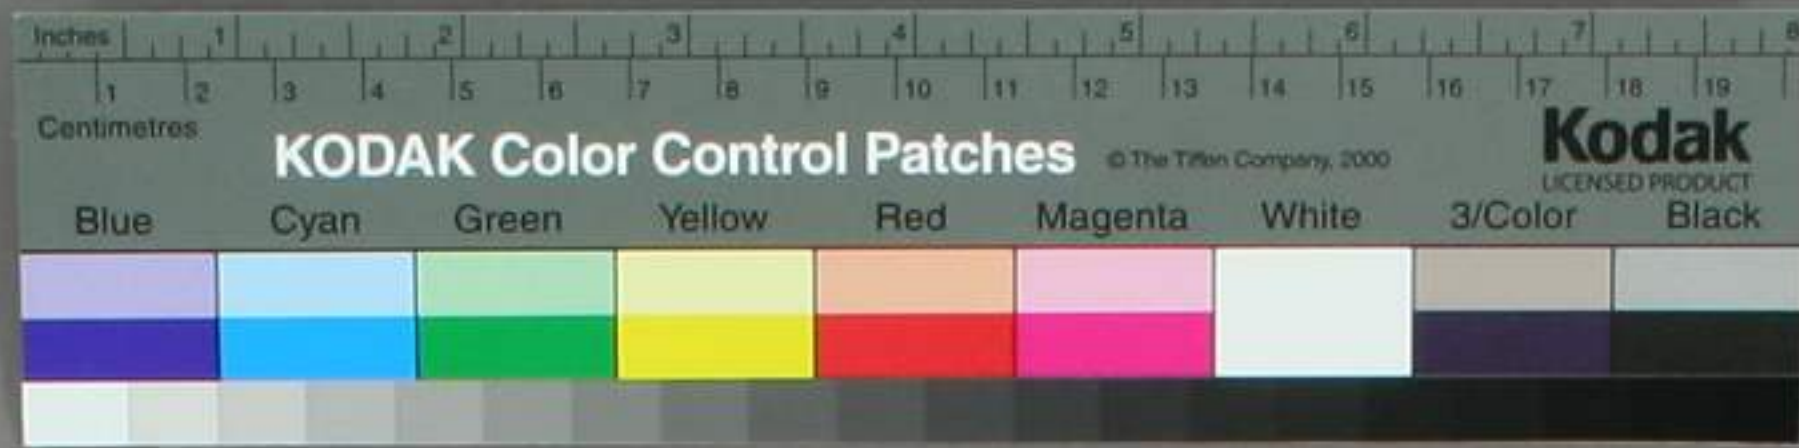 Inches 1 2 3 4 5 6 7 8
1 2 3 4 5 6 7 8 9 10 11 12 13 14 15 16 17 18 19
Centimetres
KODAK Color Control Patches © The Tiffen Company, 2000 Kodak
LICENSED PRODUCT
Blue Cyan Green Yellow Red Magenta White 3/Color Black